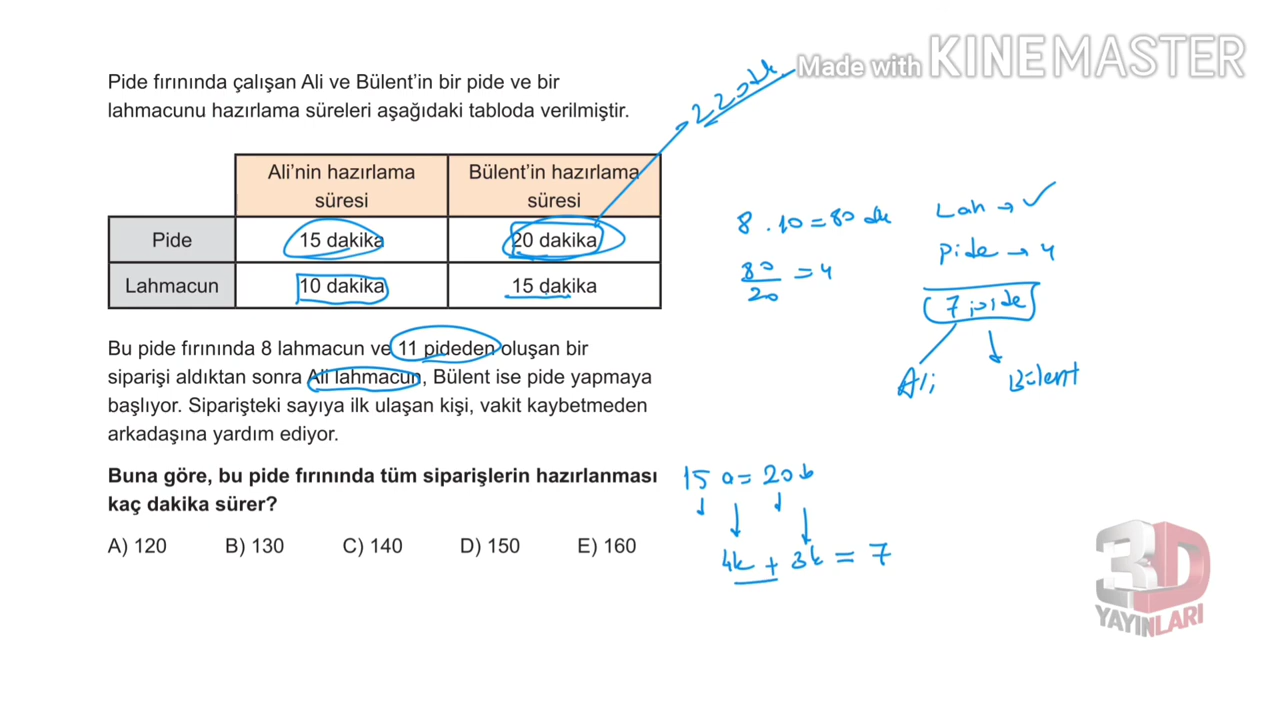 Made with KINEMASTER
Pide fırınında çalışan Ali ve Bülent'in bir pide ve bir
lahmacunu hazırlama süreleri aşağıdaki tabloda verilmiştir.
220 dk.
Ali'nin hazırlama süresi
Bülent'in hazırlama süresi
Pide 15 dakika 20 dakika
Lahmacun 10 dakika 15 dakika
8 . 10 = 80 dk
80/20 = 4
Lah → ✓
pide → 4
7 pide
Ali Bülent
Bu pide fırınında 8 lahmacun ve 11 pideden oluşan bir
siparişi aldıktan sonra Ali lahmacun, Bülent ise pide yapmaya
başlıyor. Siparişteki sayıya ilk ulaşan kişi, vakit kaybetmeden
arkadaşına yardım ediyor.
Buna göre, bu pide fırınında tüm siparişlerin hazırlanması
kaç dakika sürer?
A) 120 B) 130 C) 140 D) 150 E) 160
15 a = 20 b
4k + 3k = 7
3D
YAYINLARI